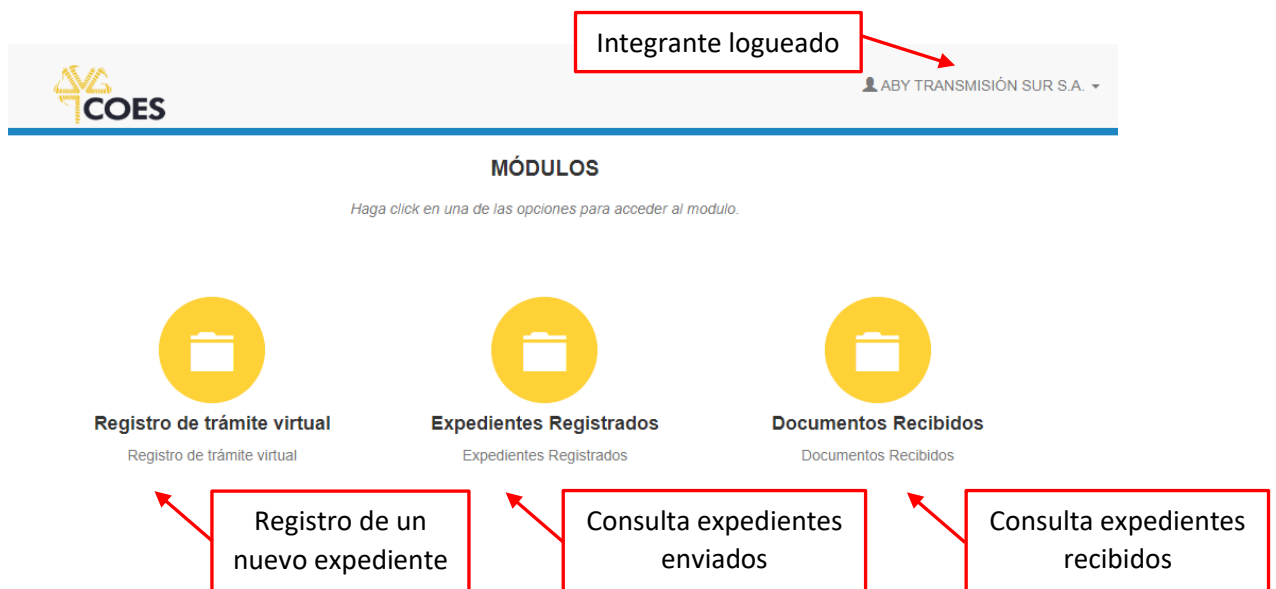 Integrante logueado
COES
ABY TRANSMISIÓN SUR S.A.
MÓDULOS
Haga click en una de las opciones para acceder al modulo.
Registro de trámite virtual
Expedientes Registrados
Documentos Recibidos
Registro de trámite virtual
Expedientes Registrados
Documentos Recibidos
Registro de un
nuevo expediente
Consulta expedientes
enviados
Consulta expedientes
recibidos